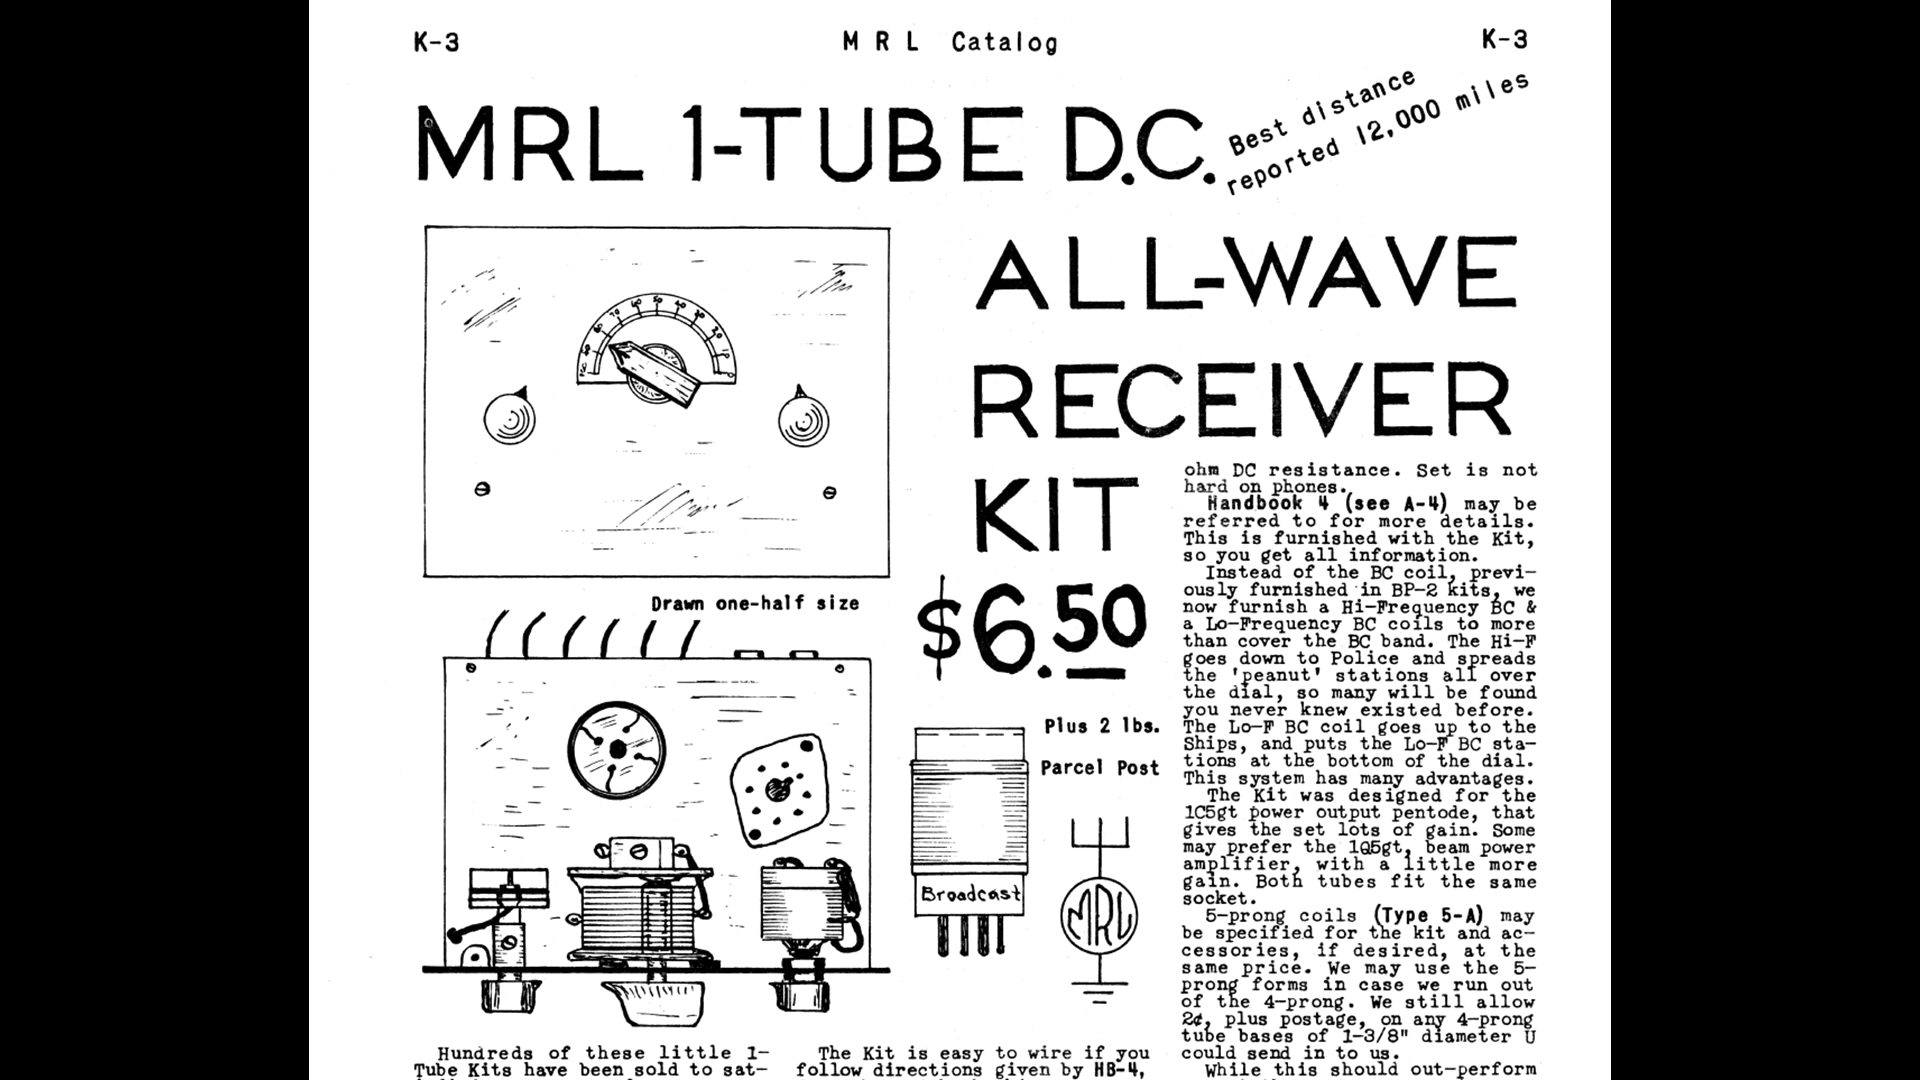 K-3 M R L Catalog K-3
MRL 1-TUBE D.C.
Best distance
reported 12,000 miles
ALL-WAVE
RECEIVER
KIT
$6.50
Plus 2 lbs.
Parcel Post
100 90 80 70 60 50 40 30 20 10 0
Drawn one-half size
Broadcast
MRL
Hundreds of these little 1-
Tube Kits have been sold to sat-
The Kit is easy to wire if you
follow directions given by HB-4,
ohm DC resistance. Set is not
hard on phones.
Handbook 4 (see A-4) may be
referred to for more details.
This is furnished with the Kit,
so you get all information.
Instead of the BC coil, previ-
ously furnished in BP-2 kits, we
now furnish a Hi-Frequency BC &
a Lo-Frequency BC coils to more
than cover the BC band. The Hi-F
goes down to Police and spreads
the 'peanut' stations all over
the dial, so many will be found
you never knew existed before.
The Lo-F BC coil goes up to the
Ships, and puts the Lo-F BC sta-
tions at the bottom of the dial.
This system has many advantages.
The Kit was designed for the
1C5gt power output pentode, that
gives the set lots of gain. Some
may prefer the 1Q5gt, beam power
amplifier, with a little more
gain. Both tubes fit the same
socket.
5-prong coils (Type 5-A) may
be specified for the kit and ac-
cessories, if desired, at the
same price. We may use the 5-
prong forms in case we run out
of the 4-prong. We still allow
2¢, plus postage, on any 4-prong
tube bases of 1-3/8" diameter U
could send in to us.
While this should out-perform